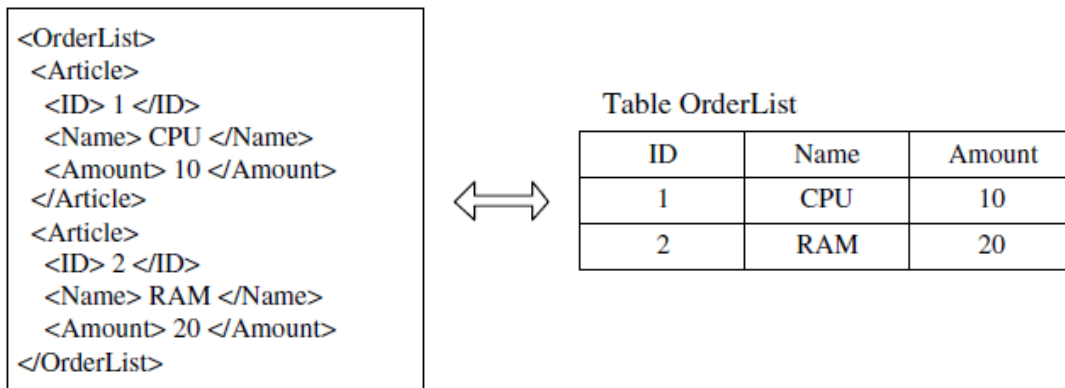 <OrderList>
<Article>
<ID> 1 </ID>
<Name> CPU </Name>
<Amount> 10 </Amount>
</Article>
<Article>
<ID> 2 </ID>
<Name> RAM </Name>
<Amount> 20 </Amount>
</OrderList>
Table OrderList
ID Name Amount
1 CPU 10
2 RAM 20